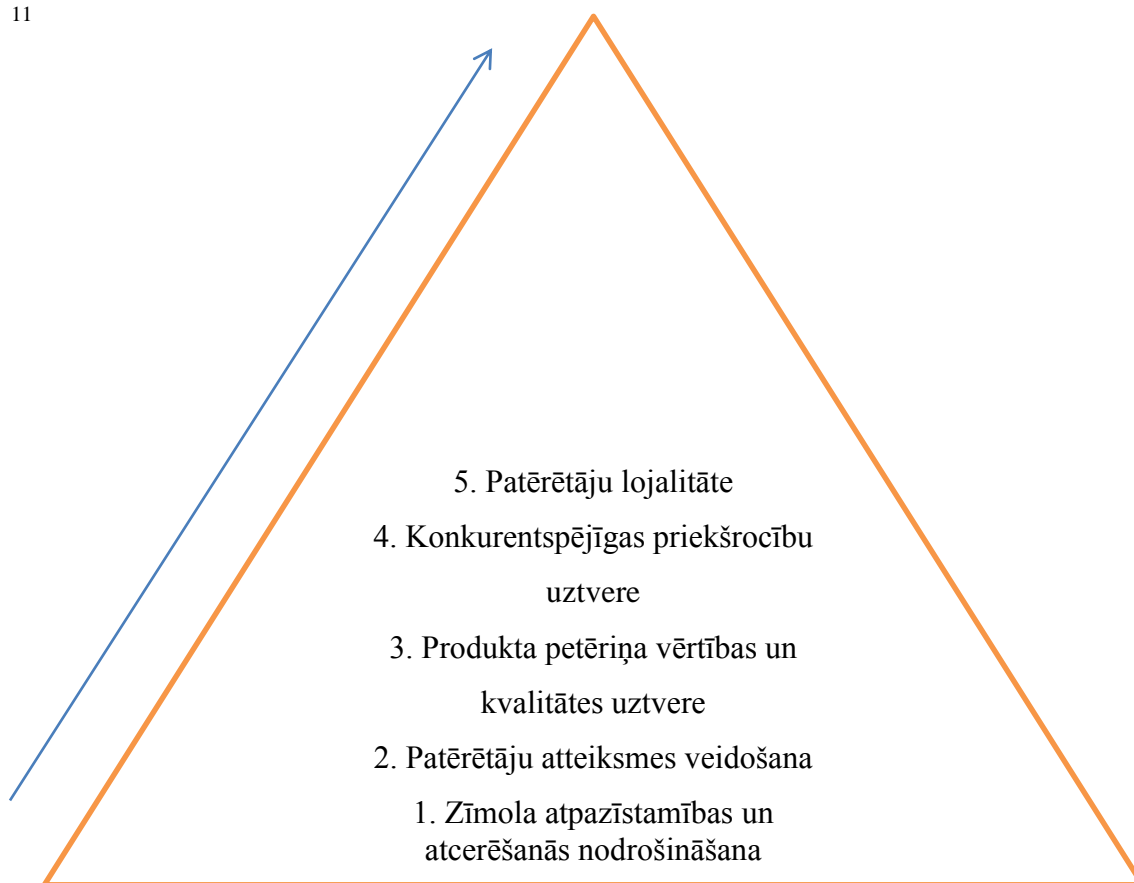 11
5. Patērētāju lojalitāte
4. Konkurentspējīgas priekšrocību
uztvere
3. Produkta petēriņa vērtības un
kvalitātes uztvere
2. Patērētāju atteiksmes veidošana
1. Zīmola atpazīstamības un
atcerēšanās nodrošināšana